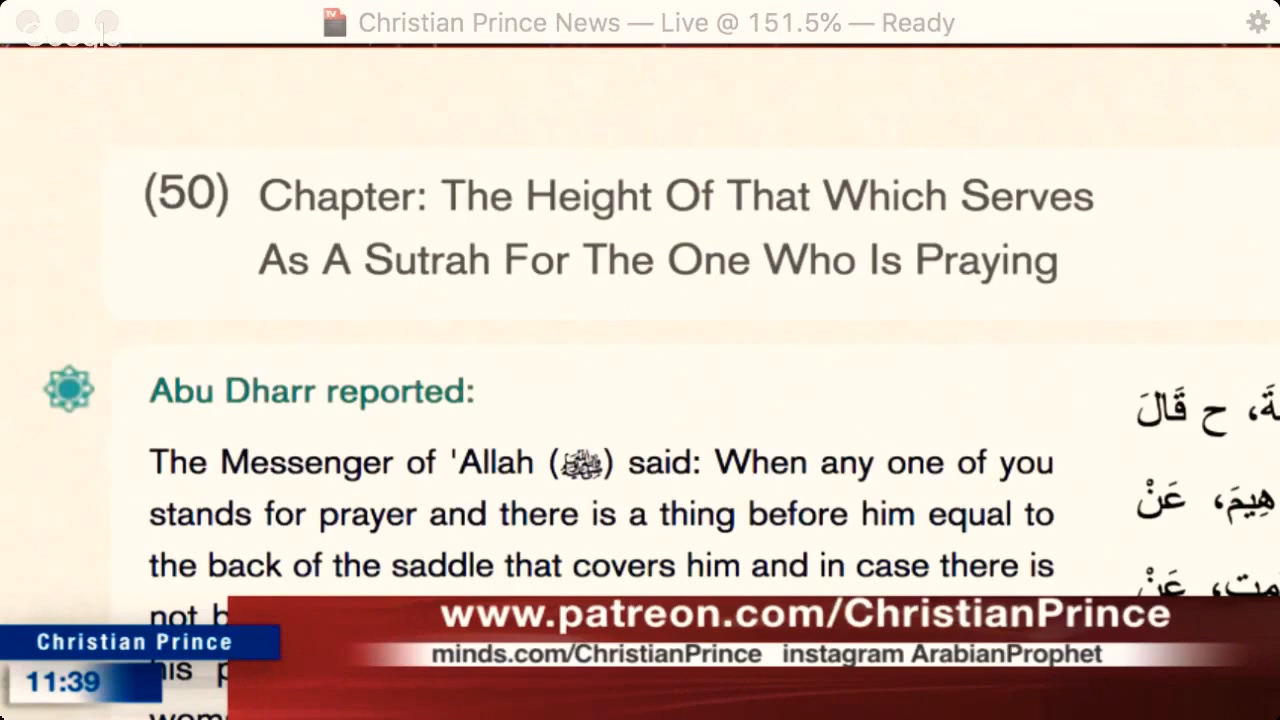 Christian Prince News — Live @ 151.5% — Ready
Google
(50) Chapter: The Height Of That Which Serves
As A Sutrah For The One Who Is Praying
Abu Dharr reported:
The Messenger of 'Allah (ﷺ) said: When any one of you
stands for prayer and there is a thing before him equal to
the back of the saddle that covers him and in case there is
not
his
قَالَ ح
عَنْ
عَنْ
www.patreon.com/ChristianPrince
Christian Prince
minds.com/ChristianPrince instagram ArabianProphet
11:39